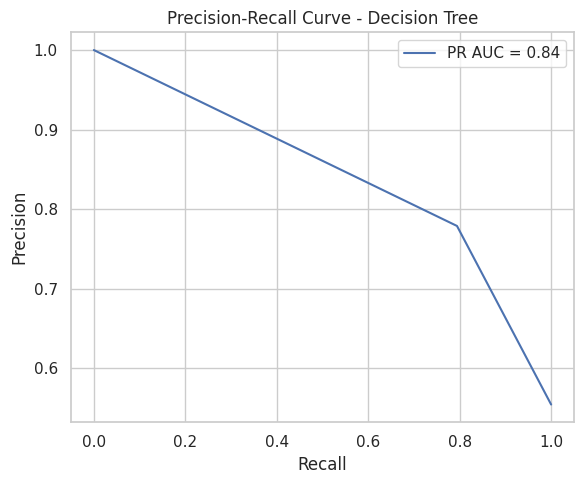 Precision-Recall Curve - Decision Tree
PR AUC = 0.84
1.0
0.9
0.8
0.7
0.6
Precision
0.0 0.2 0.4 0.6 0.8 1.0
Recall